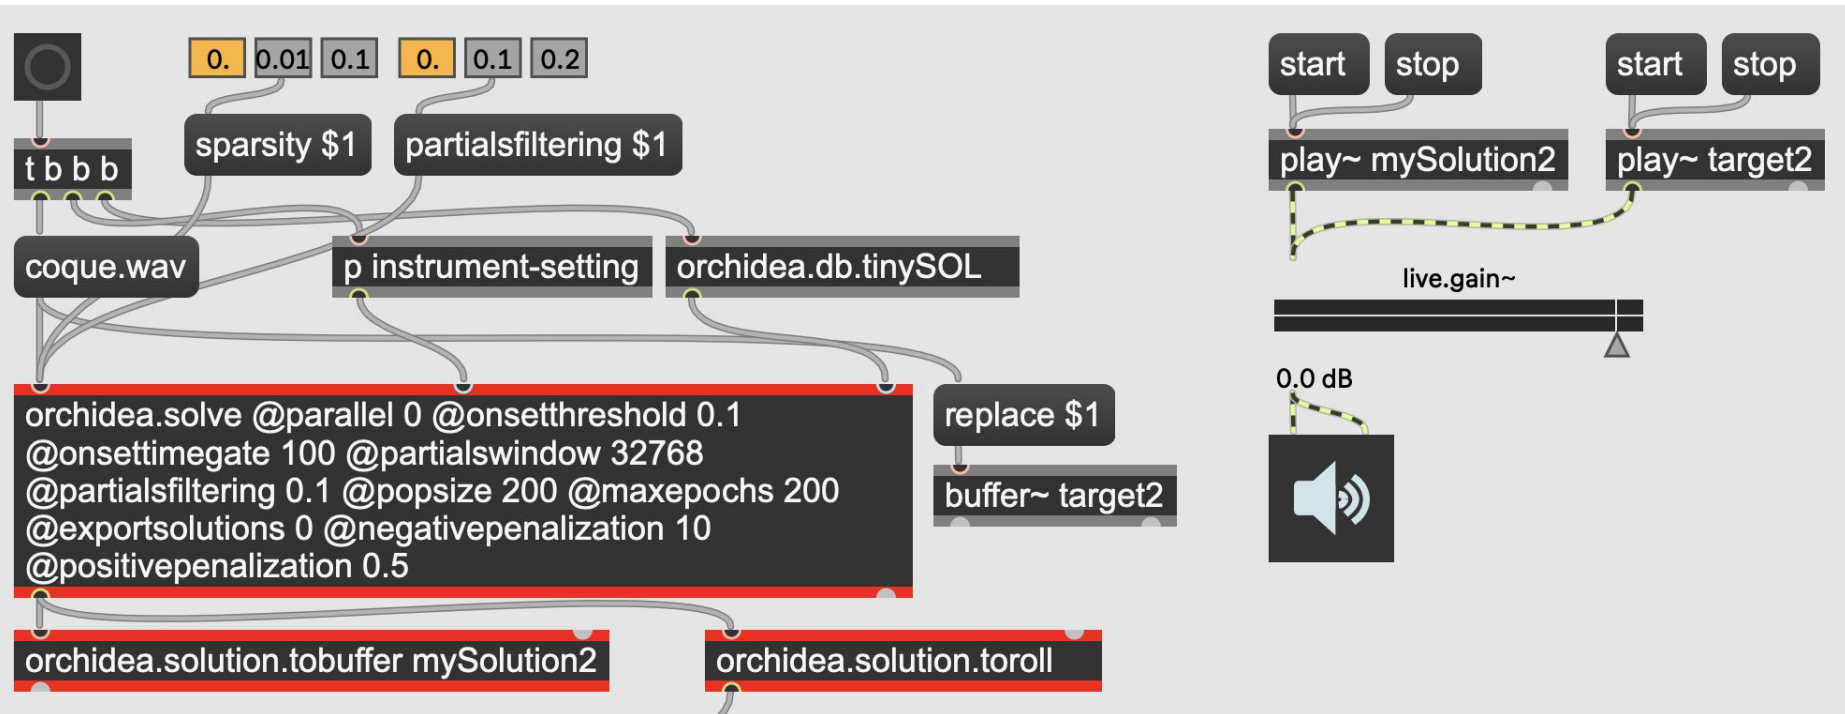 0. 0.01 0.1 0. 0.1 0.2
sparsity $1
partialsfiltering $1
t b b b
coque.wav
p instrument-setting
orchidea.db.tinySOL
orchidea.solve @parallel 0 @onsetthreshold 0.1
@onsettimegate 100 @partialswindow 32768
@partialsfiltering 0.1 @popsize 200 @maxepochs 200
@exportsolutions 0 @negativepenalization 10
@positivepenalization 0.5
replace $1
buffer~ target2
orchidea.solution.tobuffer mySolution2
orchidea.solution.toroll
start stop
start stop
play~ mySolution2
play~ target2
live.gain~
0.0 dB